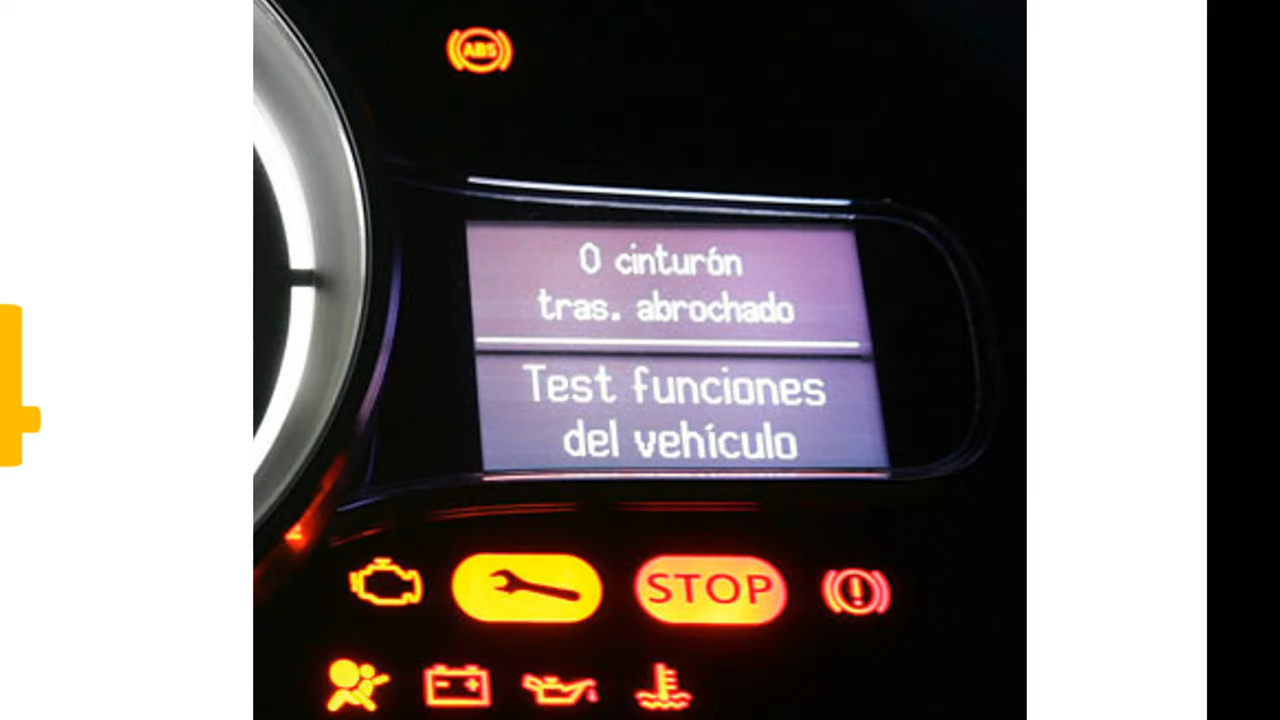 ABS
0 cinturón
tras. abrochado
Test funciones
del vehículo
STOP